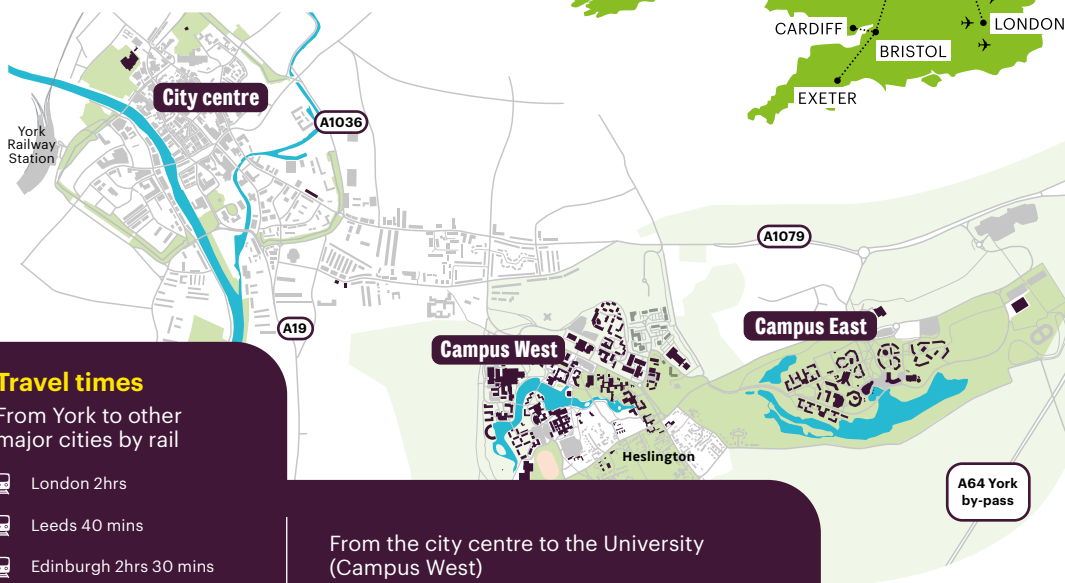 CARDIFF
LONDON
BRISTOL
EXETER
City centre
A1036
York
Railway
Station
A1079
A19
Campus East
Campus West
Heslington
A64 York
by-pass
Travel times
From York to other
major cities by rail
London 2hrs
Leeds 40 mins
Edinburgh 2hrs 30 mins
From the city centre to the University
(Campus West)